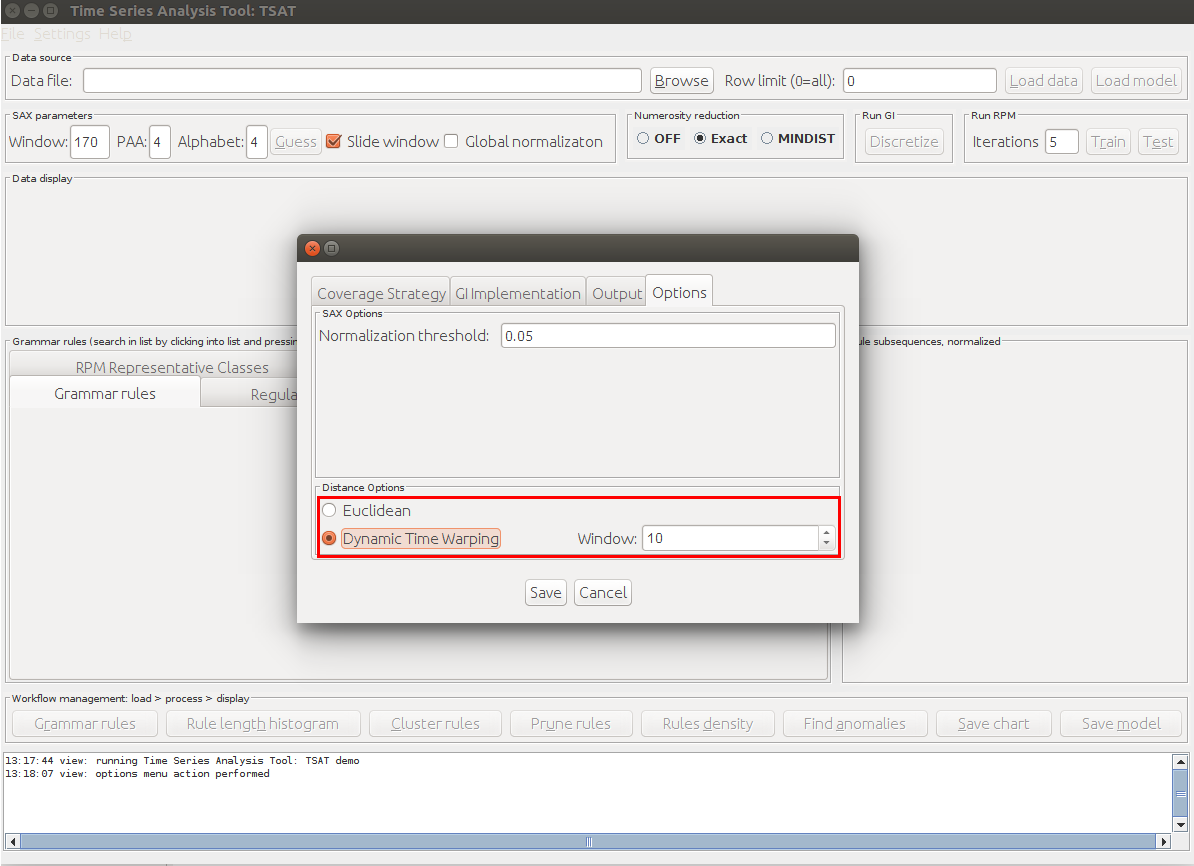 Time Series Analysis Tool: TSAT
File Settings Help
Data source
Data file: Browse Row limit (0=all): 0 Load data Load model
SAX parameters Numerosity reduction Run GI Run RPM
Window: 170 PAA: 4 Alphabet: 4 Guess Slide window Global normalizaton OFF Exact MINDIST Discretize Iterations 5 Train Test
Data display
Coverage Strategy GI Implementation Output Options
SAX Options
Normalization threshold: 0.05
Grammar rules (search in list by clicking into list and pressin
subsequences, normalized
RPM Representative Classes
Grammar rules Regula
Distance Options
Euclidean
Dynamic Time Warping Window: 10
Save Cancel
Workflow management: load > process > display
Grammar rules Rule length histogram Cluster rules Prune rules Rules density Find anomalies Save chart Save model
13:17:44 view: running Time Series Analysis Tool: TSAT demo
13:18:07 view: options menu action performed